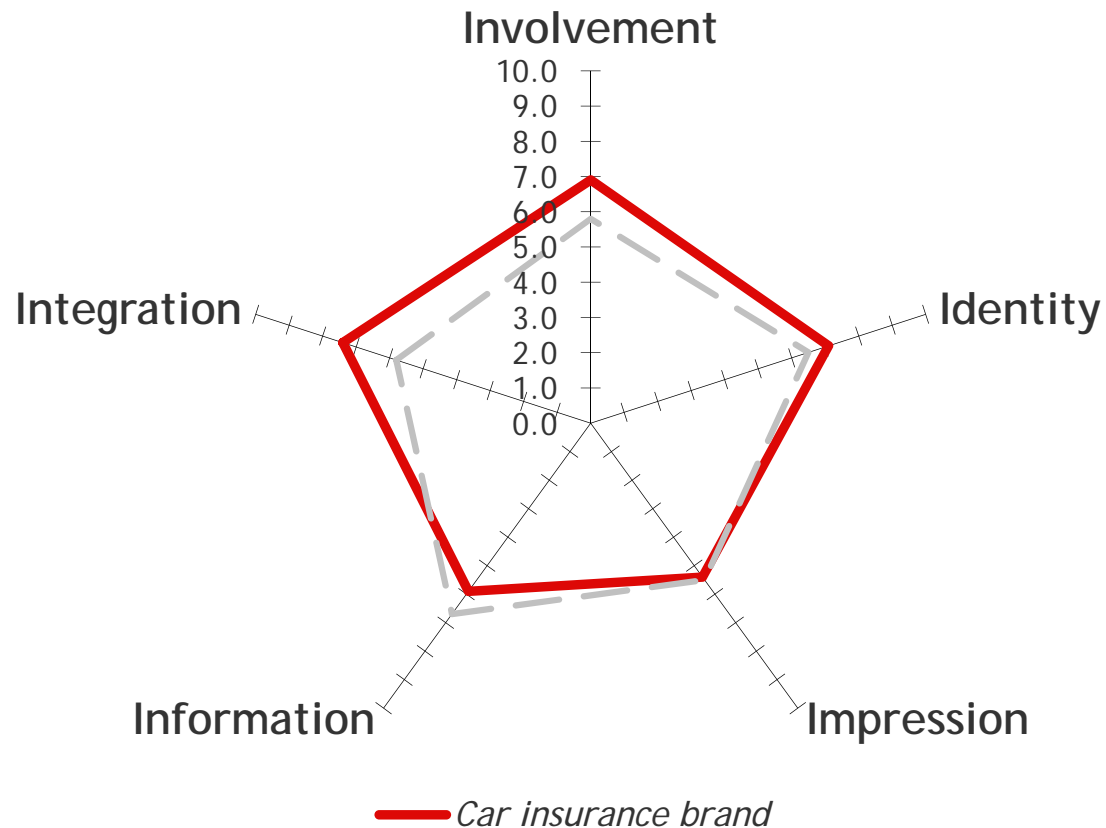 Involvement
10.0
9.0
8.0
7.0
6.0
5.0
4.0
3.0
2.0
1.0
0.0
Integration
Identity
Information
Impression
Car insurance brand